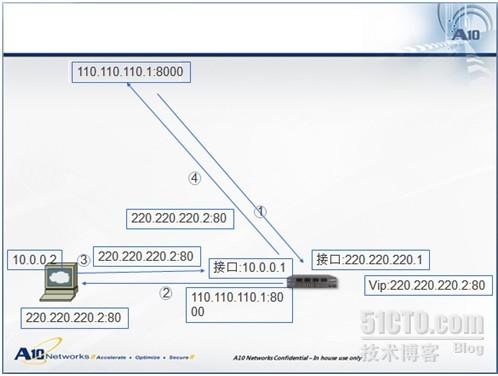 A10
110.110.110.1:8000
④
①
220.220.220.2:80
10.0.0.2
③
220.220.220.2:80
接口:10.0.0.1
接口:220.220.220.1
②
110.110.110.1:80
00
Vip:220.220.220.2:80
220.220.220.2:80
51CTO.com
技术博客 Blog
A10 Networks Accelerate • Optimize • Secure
A10 Networks Confidential – In house use only